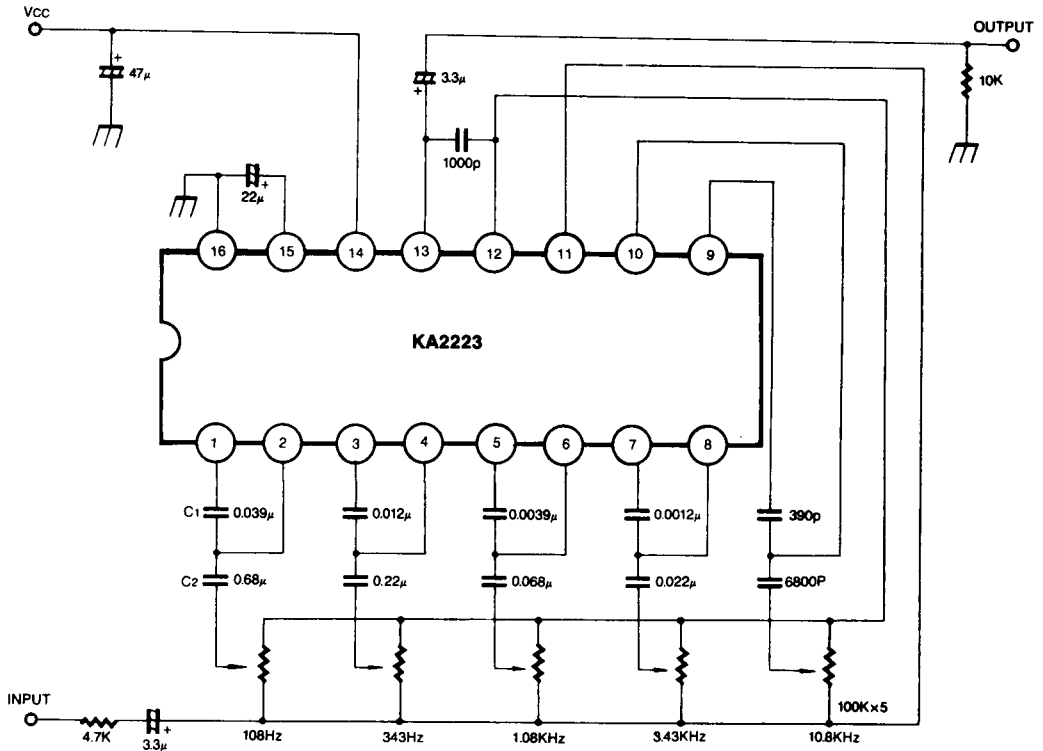 Vcc
OUTPUT
+
47µ
3.3µ
+
10K
1000p
22µ
+
16 15 14 13 12 11 10 9
KA2223
1 2 3 4 5 6 7 8
C1 0.039µ 0.012µ 0.0039µ 0.0012µ 390p
C2 0.68µ 0.22µ 0.068µ 0.022µ 6800P
INPUT
100K×5
4.7K
3.3µ
+
108Hz 343Hz 1.08KHz 3.43KHz 10.8KHz